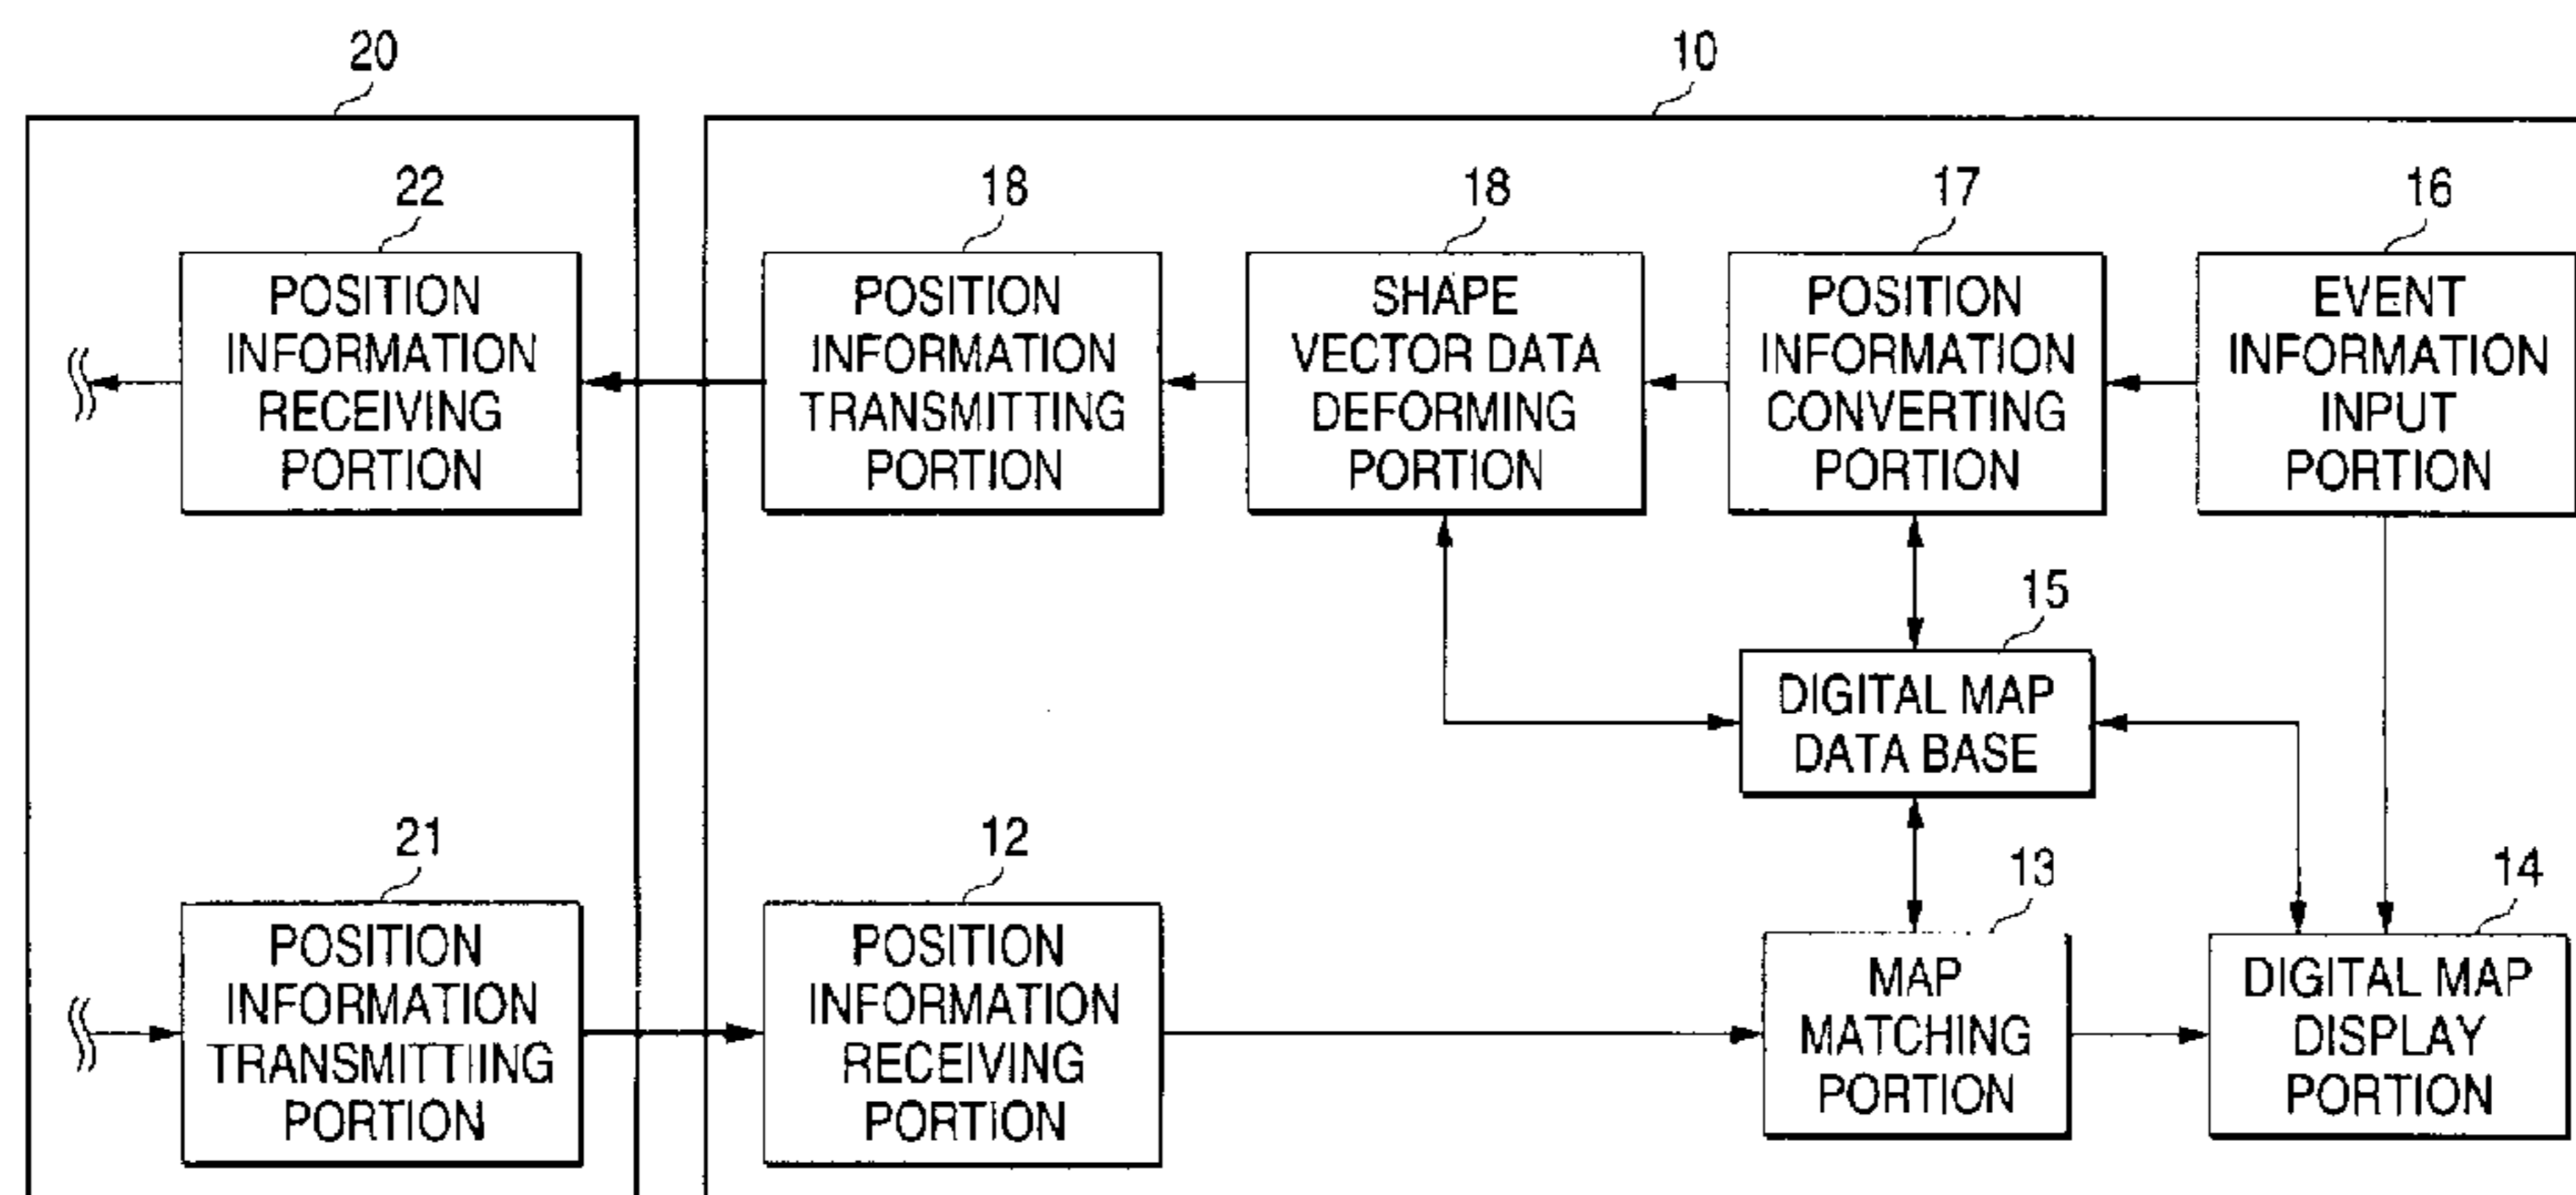 20
10
22
POSITION
INFORMATION
RECEIVING
PORTION
18
POSITION
INFORMATION
TRANSMITTING
PORTION
18
SHAPE
VECTOR DATA
DEFORMING
PORTION
17
POSITION
INFORMATION
CONVERTING
PORTION
16
EVENT
INFORMATION
INPUT
PORTION
15
DIGITAL MAP
DATA BASE
21
POSITION
INFORMATION
TRANSMITTIING
PORTION
12
POSITION
INFORMATION
RECEIVING
PORTION
13
MAP
MATCHING
PORTION
14
DIGITAL MAP
DISPLAY
PORTION